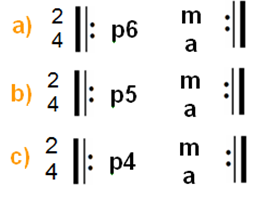 a) 2 4 𝄆 p6 m a 𝄇
b) 2 4 𝄆 p5 m a 𝄇
c) 2 4 𝄆 p4 m a 𝄇